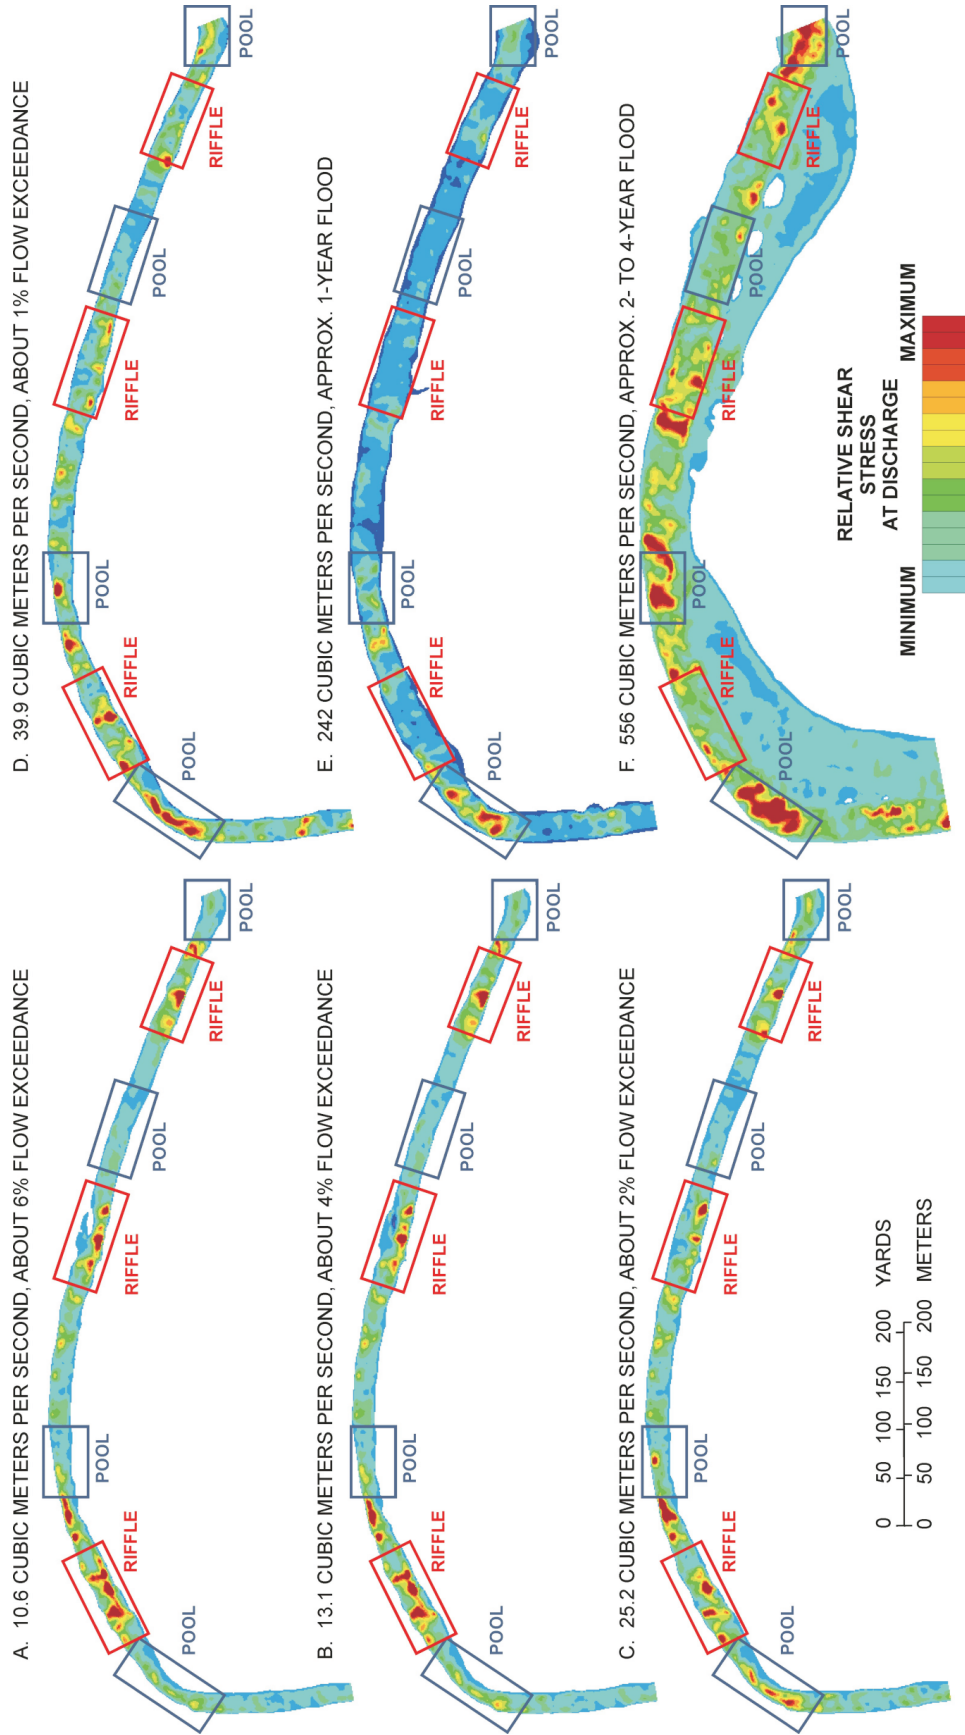 A. 10.6 CUBIC METERS PER SECOND, ABOUT 6% FLOW EXCEEDANCE
POOL
RIFFLE
POOL
RIFFLE
POOL
RIFFLE
POOL
B. 13.1 CUBIC METERS PER SECOND, ABOUT 4% FLOW EXCEEDANCE
POOL
RIFFLE
POOL
RIFFLE
POOL
RIFFLE
POOL
C. 25.2 CUBIC METERS PER SECOND, ABOUT 2% FLOW EXCEEDANCE
POOL
RIFFLE
POOL
RIFFLE
POOL
RIFFLE
POOL
0 50 100 150 200 YARDS
0 50 100 150 200 METERS
D. 39.9 CUBIC METERS PER SECOND, ABOUT 1% FLOW EXCEEDANCE
POOL
RIFFLE
POOL
RIFFLE
POOL
RIFFLE
POOL
E. 242 CUBIC METERS PER SECOND, APPROX. 1-YEAR FLOOD
POOL
RIFFLE
POOL
RIFFLE
POOL
RIFFLE
POOL
F. 556 CUBIC METERS PER SECOND, APPROX. 2- TO 4-YEAR FLOOD
POOL
RIFFLE
POOL
RIFFLE
POOL
RIFFLE
POOL
RELATIVE SHEAR
STRESS
AT DISCHARGE
MINIMUM MAXIMUM